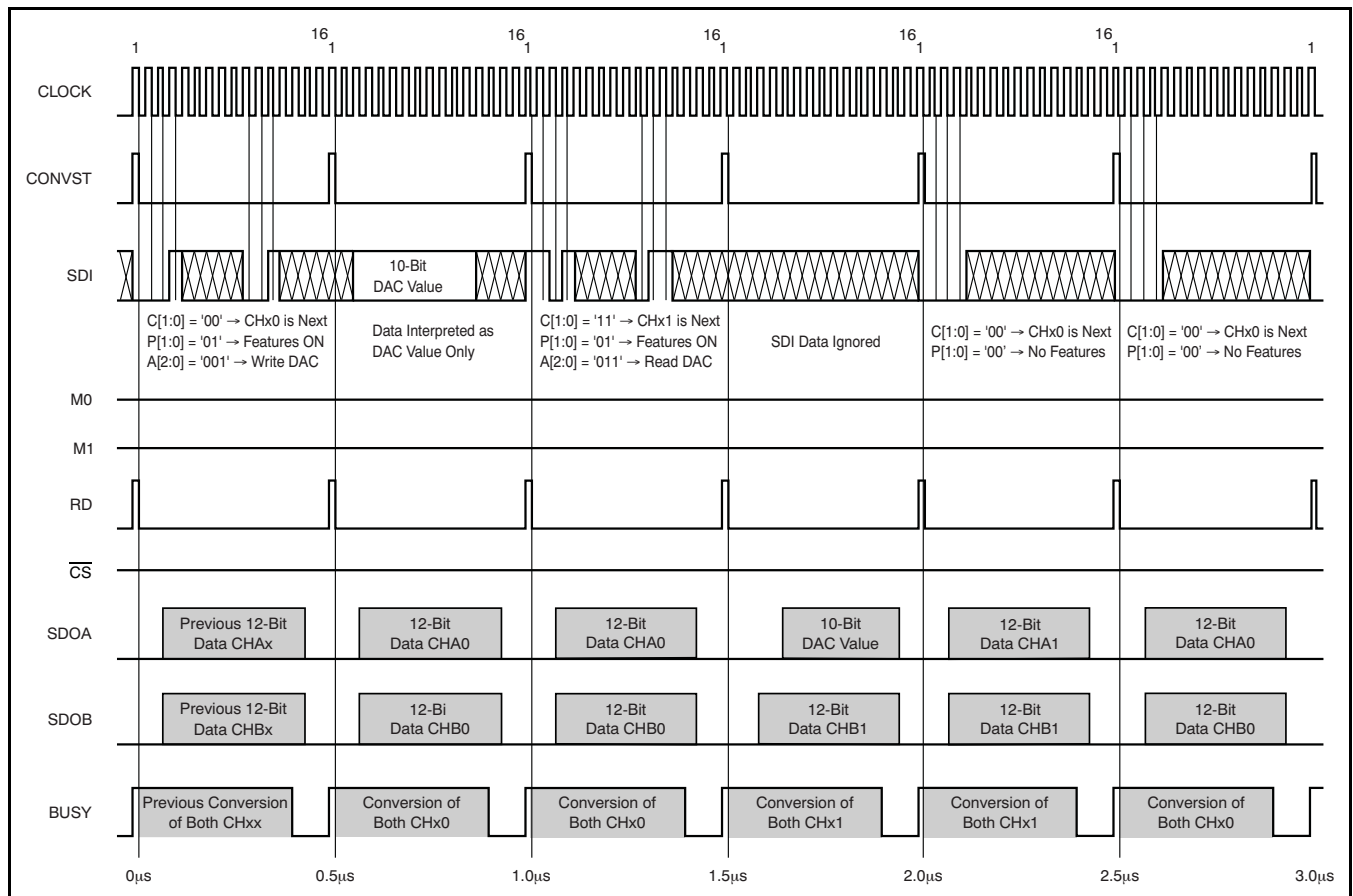 1 16 1 16 1 16 1 16 1 16 1 1
CLOCK
CONVST
SDI
10-Bit
DAC Value
C[1:0] = '00' → CHx0 is Next
P[1:0] = '01' → Features ON
A[2:0] = '001' → Write DAC
Data Interpreted as
DAC Value Only
C[1:0] = '11' → CHx1 is Next
P[1:0] = '01' → Features ON
A[2:0] = '011' → Read DAC
SDI Data Ignored
C[1:0] = '00' → CHx0 is Next
P[1:0] = '00' → No Features
C[1:0] = '00' → CHx0 is Next
P[1:0] = '00' → No Features
M0
M1
RD
CS
SDOA
Previous 12-Bit
Data CHAx
12-Bit
Data CHA0
12-Bit
Data CHA0
10-Bit
DAC Value
12-Bit
Data CHA1
12-Bit
Data CHA0
SDOB
Previous 12-Bit
Data CHBx
12-Bi
Data CHB0
12-Bit
Data CHB0
12-Bit
Data CHB1
12-Bit
Data CHB1
12-Bit
Data CHB0
BUSY
Previous Conversion
of Both CHxx
Conversion of
Both CHx0
Conversion of
Both CHx0
Conversion of
Both CHx1
Conversion of
Both CHx1
Conversion of
Both CHx0
0μs 0.5μs 1.0μs 1.5μs 2.0μs 2.5μs 3.0μs